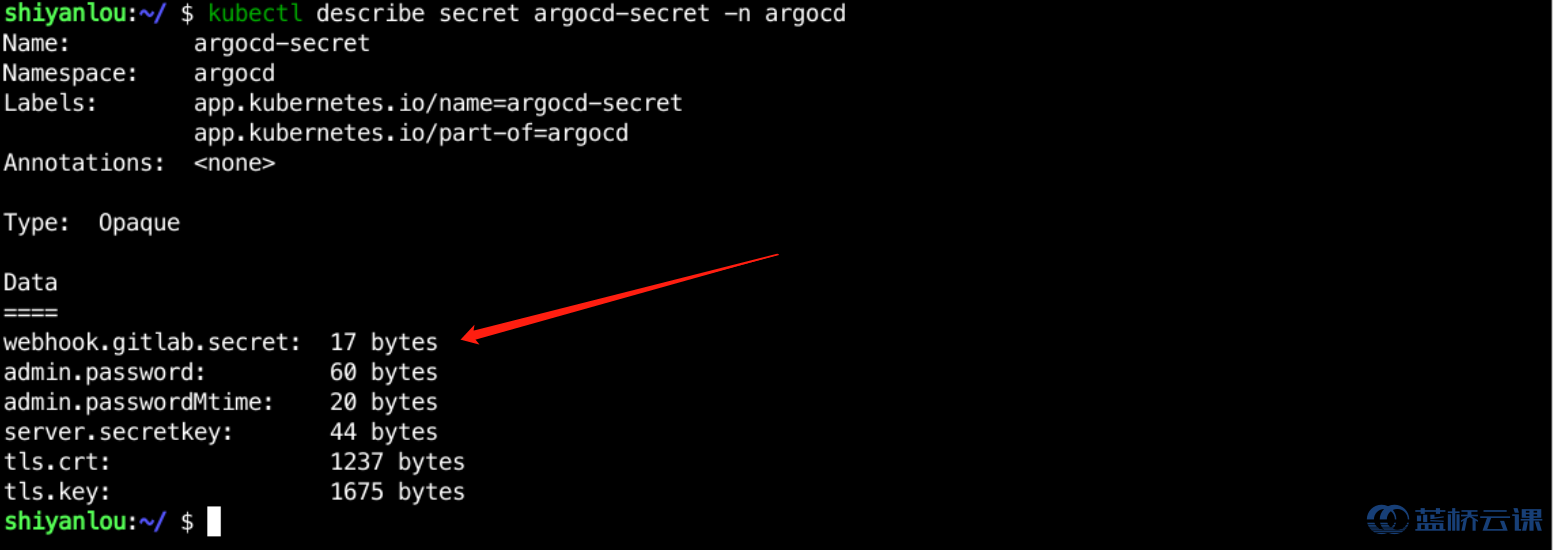 shiyanlou:~/ $ kubectl describe secret argocd-secret -n argocd
Name:         argocd-secret
Namespace:    argocd
Labels:       app.kubernetes.io/name=argocd-secret
              app.kubernetes.io/part-of=argocd
Annotations:  <none>
Type:  Opaque
Data
====
webhook.gitlab.secret:  17 bytes
admin.password:         60 bytes
admin.passwordMtime:    20 bytes
server.secretkey:       44 bytes
tls.crt:                1237 bytes
tls.key:                1675 bytes
shiyanlou:~/ $
蓝桥云课